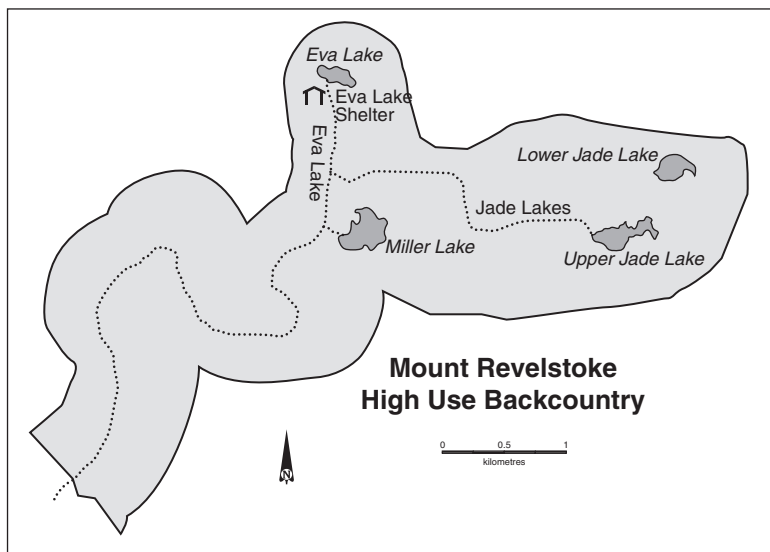 Eva Lake
Eva Lake
Shelter
Eva Lake
Lower Jade Lake
Jade Lakes
Miller Lake
Upper Jade Lake
Mount Revelstoke
High Use Backcountry
0 0.5 1
kilometres
N